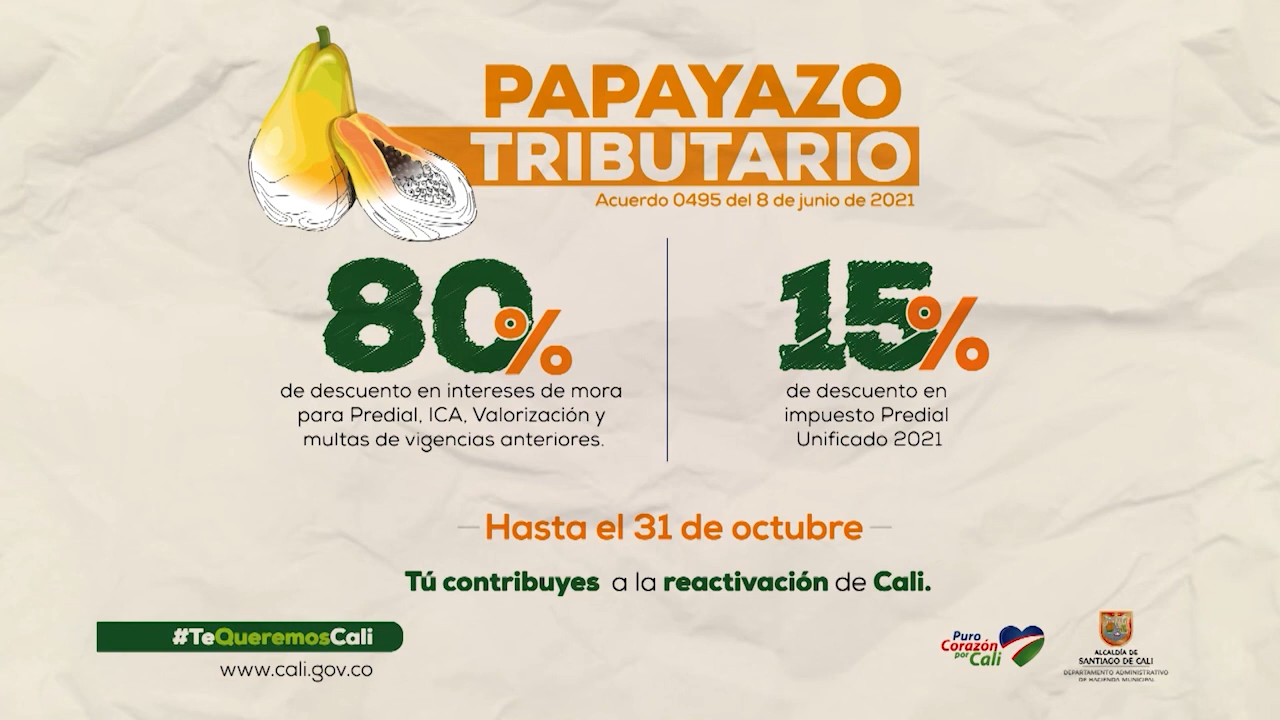 PAPAYAZO
TRIBUTARIO
Acuerdo 0495 del 8 de junio de 2021
80%
de descuento en intereses de mora
para Predial, ICA, Valorización y
multas de vigencias anteriores.
15%
de descuento en
impuesto Predial
Unificado 2021
Hasta el 31 de octubre
Tú contribuyes a la reactivación de Cali.
#TeQueremosCali
www.cali.gov.co
Puro
Corazón
por Cali
ALCALDÍA DE
SANTIAGO DE CALI
DEPARTAMENTO ADMINISTRATIVO
DE HACIENDA MUNICIPAL